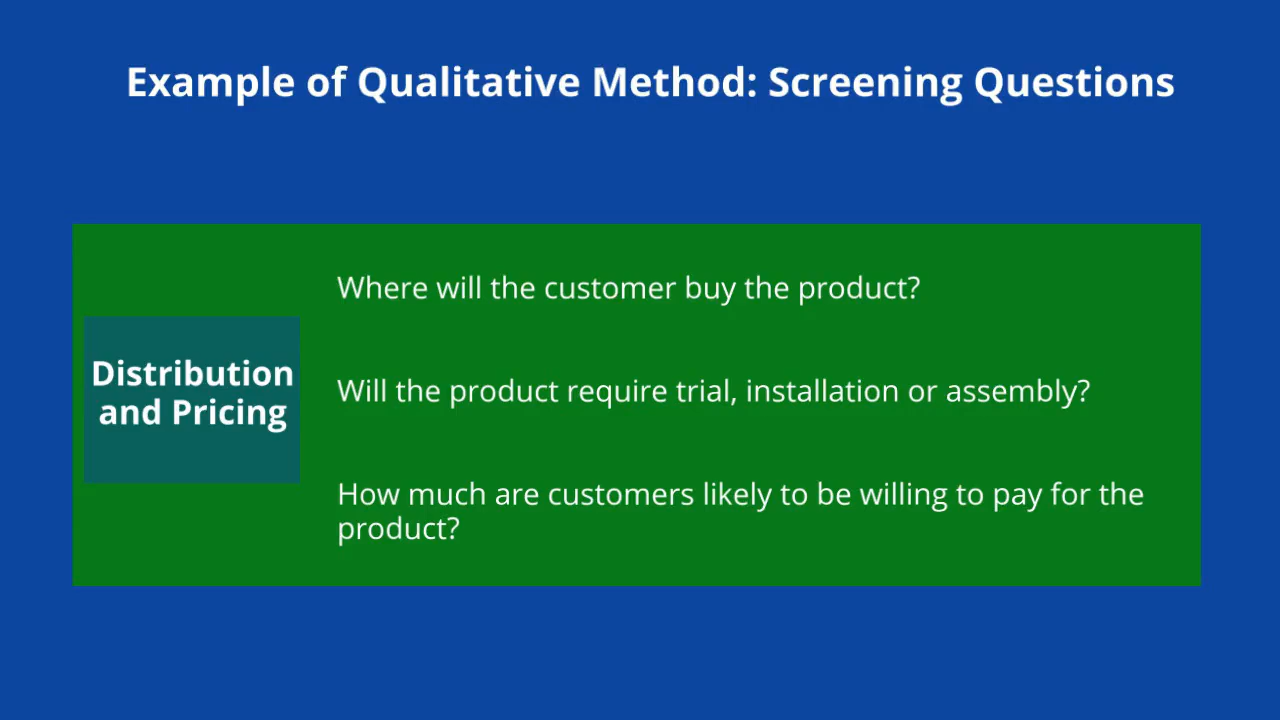 Example of Qualitative Method: Screening Questions
Where will the customer buy the product?
Distribution
and Pricing
Will the product require trial, installation or assembly?
How much are customers likely to be willing to pay for the
product?